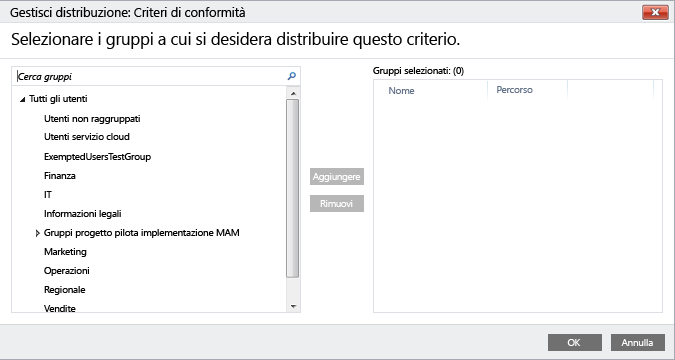 Gestisci distribuzione: Criteri di conformità
Selezionare i gruppi a cui si desidera distribuire questo criterio.
Cerca gruppi
Tutti gli utenti
Utenti non raggruppati
Utenti servizio cloud
ExemptedUsersTestGroup
Finanza
IT
Informazioni legali
Gruppi progetto pilota implementazione MAM
Marketing
Operazioni
Regionale
Vendite
Aggiungere
Rimuovi
Gruppi selezionati: (0)
Nome Percorso
OK Annulla